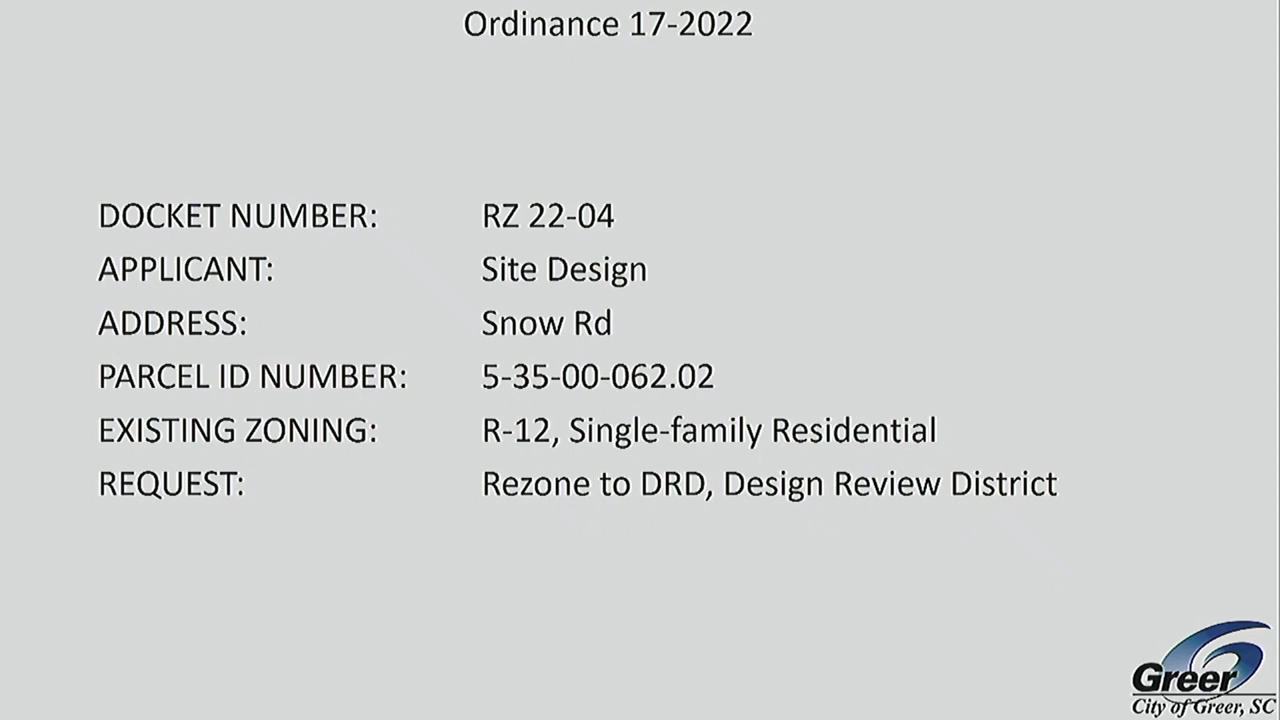 Ordinance 17-2022
DOCKET NUMBER: RZ 22-04
APPLICANT: Site Design
ADDRESS: Snow Rd
PARCEL ID NUMBER: 5-35-00-062.02
EXISTING ZONING: R-12, Single-family Residential
REQUEST: Rezone to DRD, Design Review District
Greer
City of Greer, SC